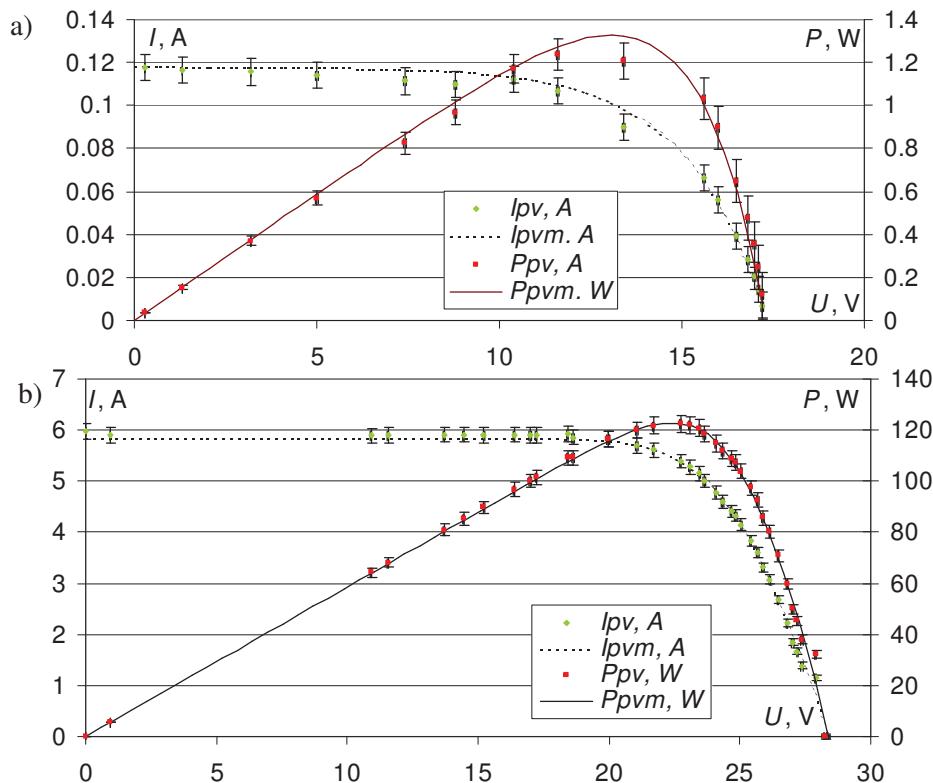 a)
I, A
P, W
0.14
0.12
0.1
0.08
0.06
0.04
0.02
0
1.4
1.2
1
0.8
0.6
0.4
0.2
0
Ipv, A
Ipvm. A
Ppv, A
Ppvm. W
U, V
0 5 10 15 20
b)
I, A
P, W
7
6
5
4
3
2
1
0
140
120
100
80
60
40
20
0
Ipv, A
Ipvm, A
Ppv, W
Ppvm, W
U, V
0 5 10 15 20 25 30